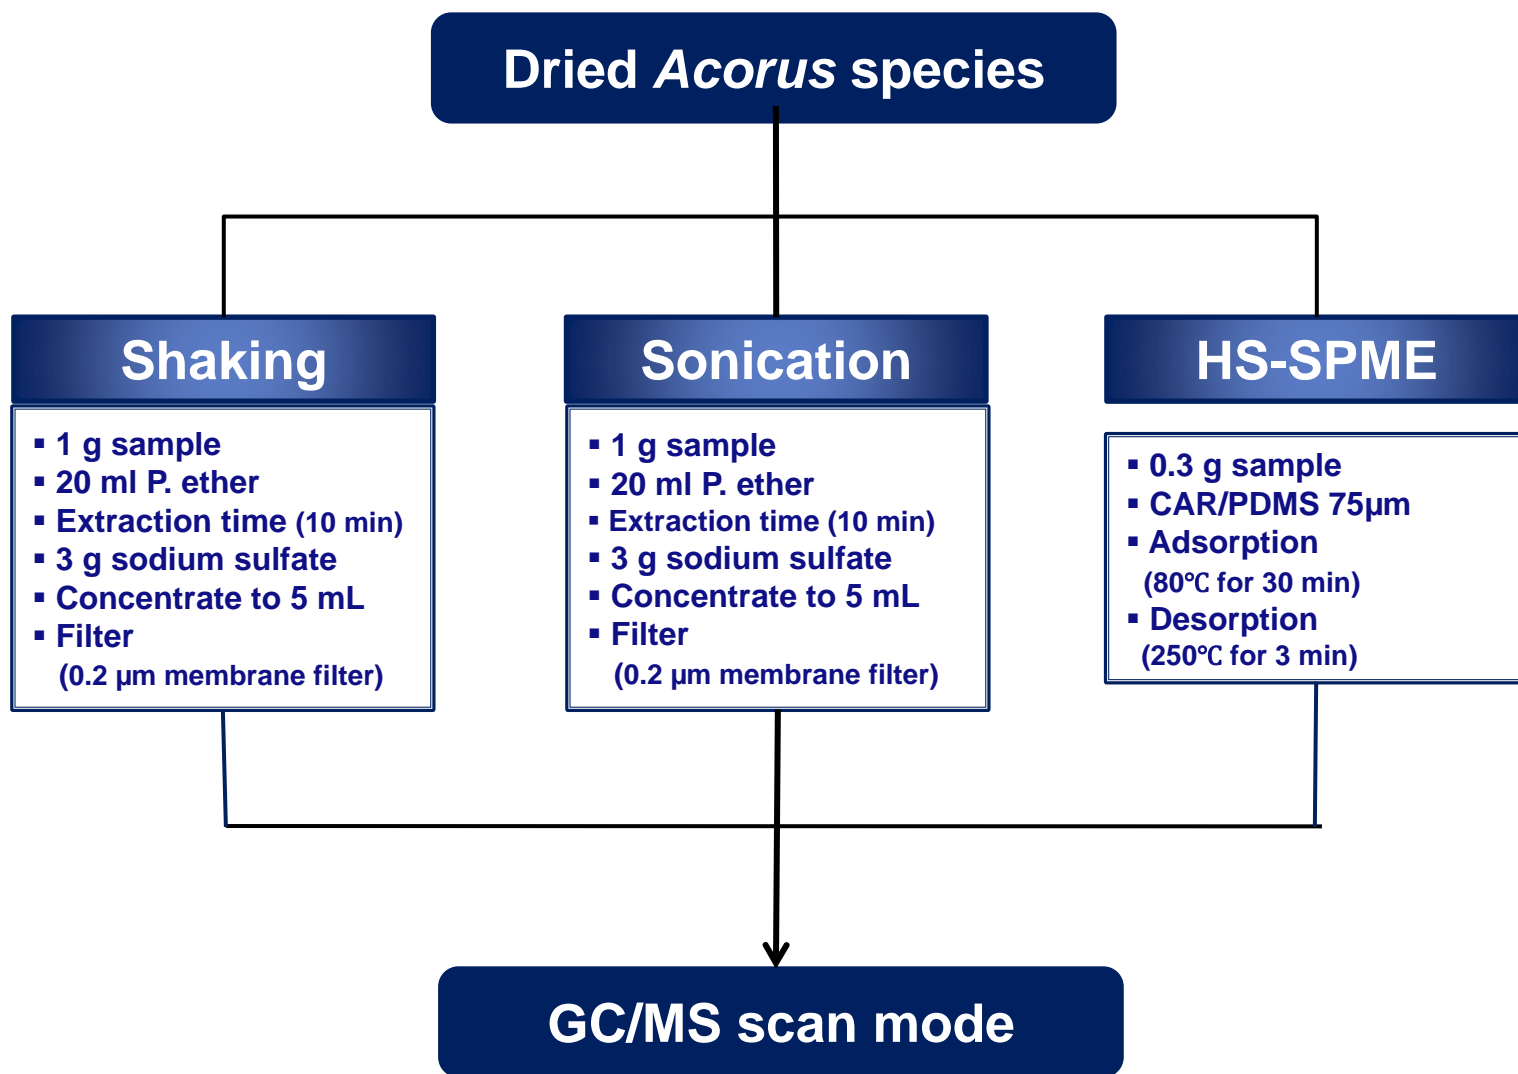 Dried Acorus species
Shaking
▪ 1 g sample
▪ 20 ml P. ether
▪ Extraction time (10 min)
▪ 3 g sodium sulfate
▪ Concentrate to 5 mL
▪ Filter
(0.2 µm membrane filter)
Sonication
▪ 1 g sample
▪ 20 ml P. ether
▪ Extraction time (10 min)
▪ 3 g sodium sulfate
▪ Concentrate to 5 mL
▪ Filter
(0.2 µm membrane filter)
HS-SPME
▪ 0.3 g sample
▪ CAR/PDMS 75µm
▪ Adsorption
(80℃ for 30 min)
▪ Desorption
(250℃ for 3 min)
GC/MS scan mode